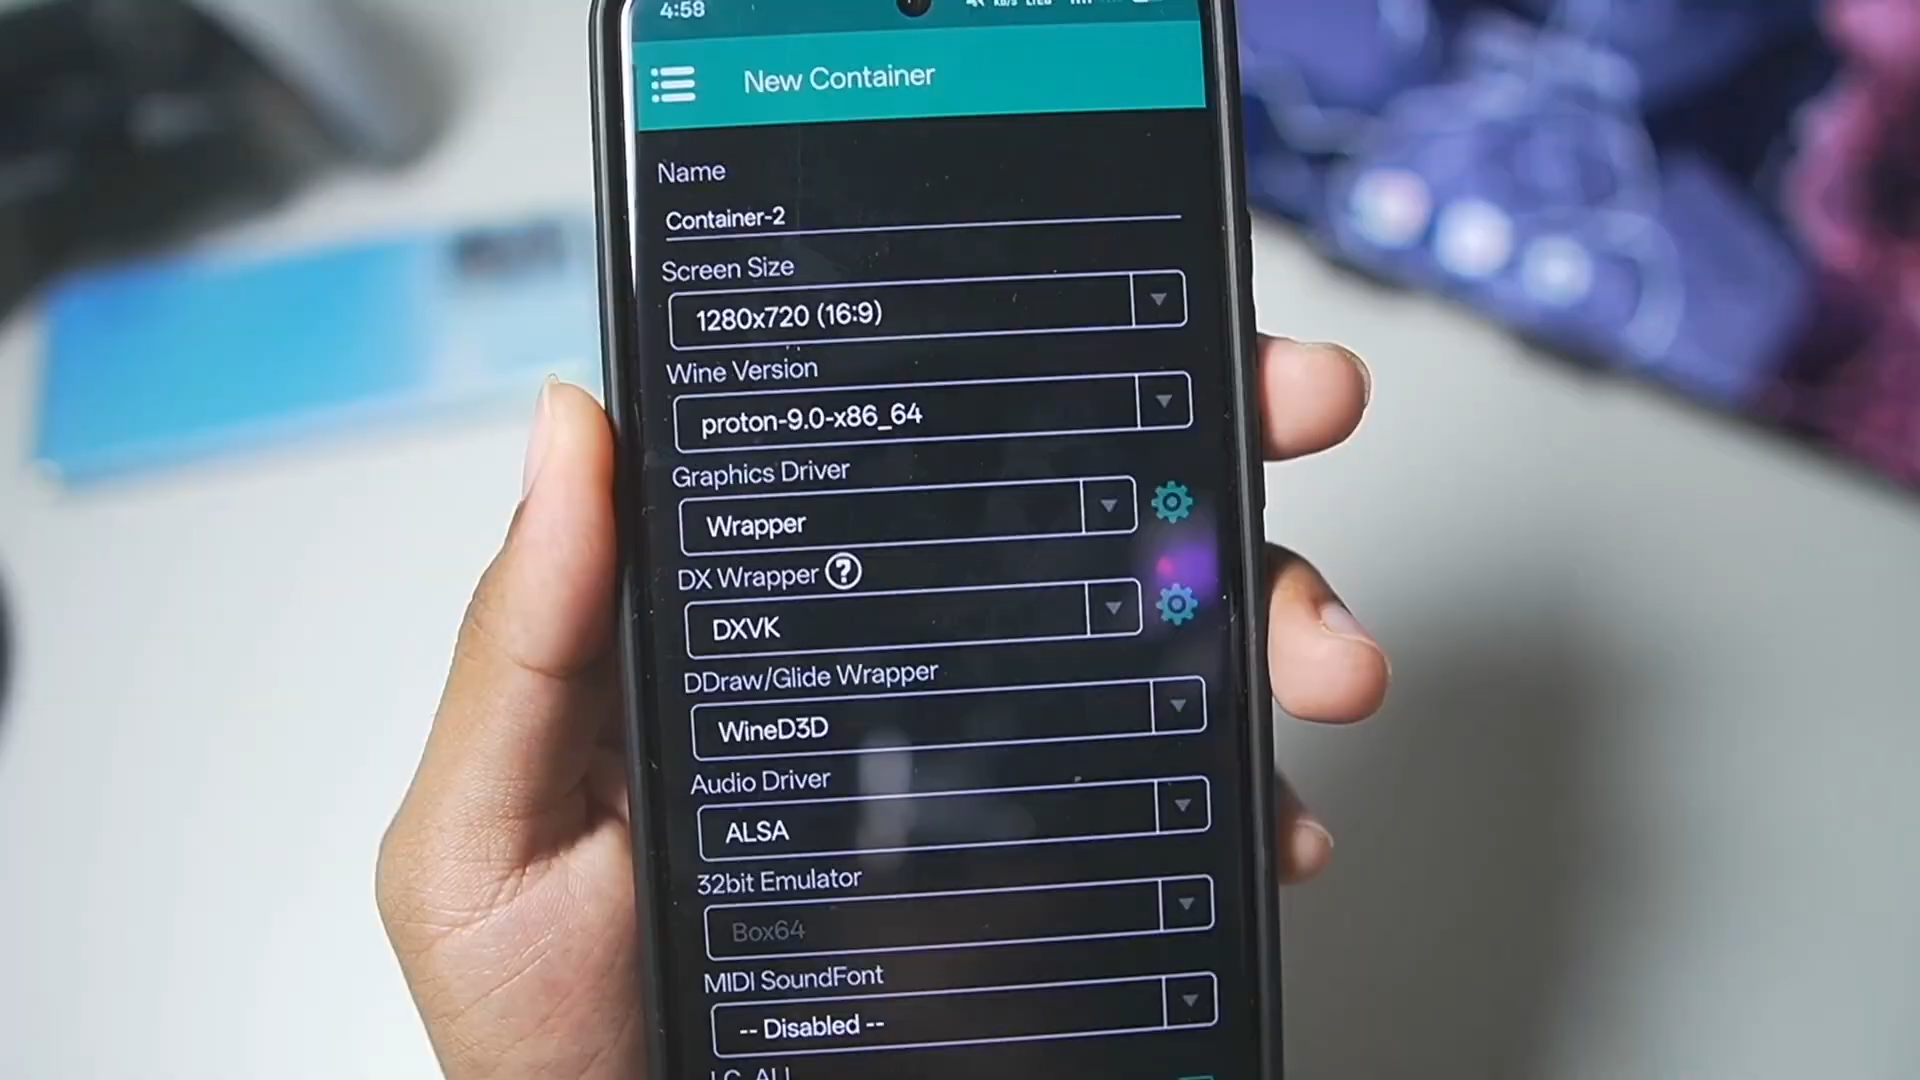 4:58
New Container
Name
Container-2
Screen Size
1280x720 (16:9)
Wine Version
proton-9.0-x86_64
Graphics Driver
Wrapper
DX Wrapper ?
DXVK
DDraw/Glide Wrapper
WineD3D
Audio Driver
ALSA
32bit Emulator
Box64
MIDI SoundFont
-- Disabled --
LC_ALL